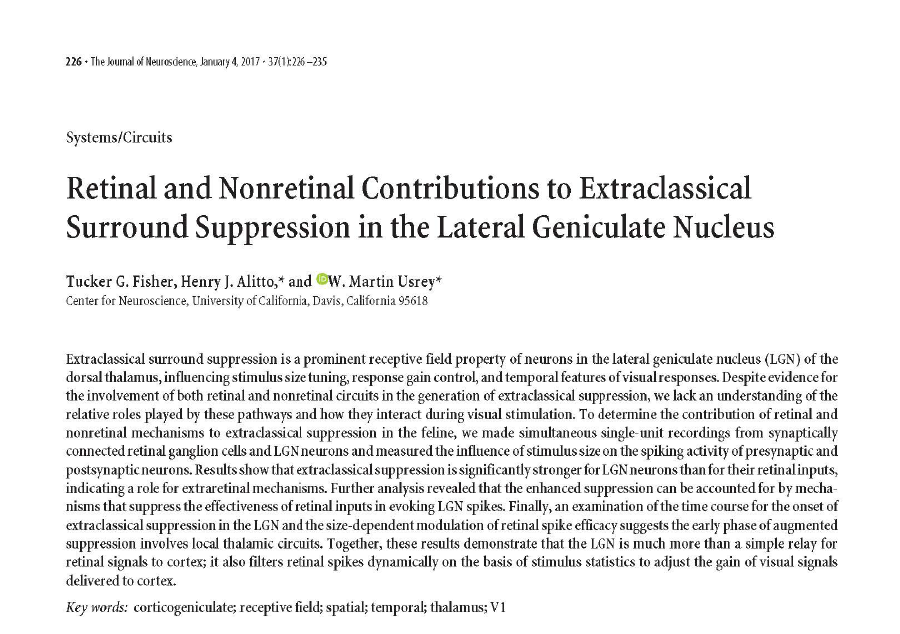 226 • The Journal of Neuroscience, January 4, 2017 • 37(1):226–235
Systems/Circuits
Retinal and Nonretinal Contributions to Extraclassical
Surround Suppression in the Lateral Geniculate Nucleus
Tucker G. Fisher, Henry J. Alitto,* and iD W. Martin Usrey*
Center for Neuroscience, University of California, Davis, California 95618
Extraclassical surround suppression is a prominent receptive field property of neurons in the lateral geniculate nucleus (LGN) of the
dorsal thalamus, influencing stimulus size tuning, response gain control, and temporal features of visual responses. Despite evidence for
the involvement of both retinal and nonretinal circuits in the generation of extraclassical suppression, we lack an understanding of the
relative roles played by these pathways and how they interact during visual stimulation. To determine the contribution of retinal and
nonretinal mechanisms to extraclassical suppression in the feline, we made simultaneous single-unit recordings from synaptically
connected retinal ganglion cells and LGN neurons and measured the influence of stimulus size on the spiking activity of presynaptic and
postsynaptic neurons. Results show that extraclassical suppression is significantly stronger for LGN neurons than for their retinal inputs,
indicating a role for extraretinal mechanisms. Further analysis revealed that the enhanced suppression can be accounted for by mecha-
nisms that suppress the effectiveness of retinal inputs in evoking LGN spikes. Finally, an examination of the time course for the onset of
extraclassical suppression in the LGN and the size-dependent modulation of retinal spike efficacy suggests the early phase of augmented
suppression involves local thalamic circuits. Together, these results demonstrate that the LGN is much more than a simple relay for
retinal signals to cortex; it also filters retinal spikes dynamically on the basis of stimulus statistics to adjust the gain of visual signals
delivered to cortex.
Key words: corticogeniculate; receptive field; spatial; temporal; thalamus; V1